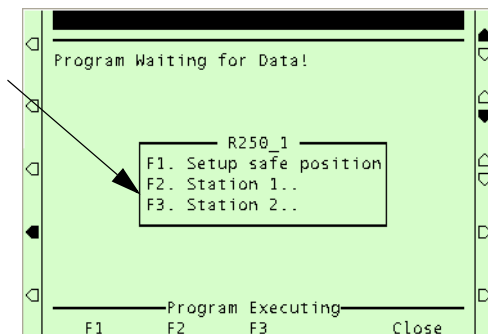 Program Waiting for Data!
R250_1
F1. Setup safe position
F2. Station 1..
F3. Station 2..
Program Executing
F1 F2 F3 Close